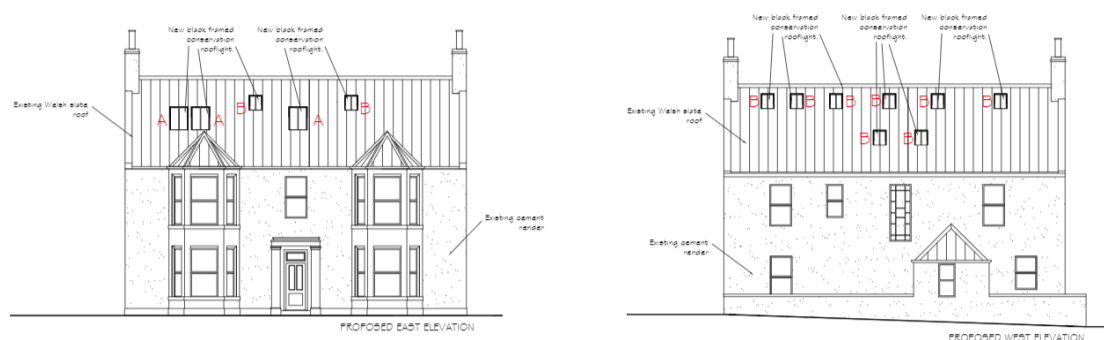 New black framed
conservation
rooflight.
New black framed
conservation
rooflight.
Existing Welsh slate
roof
A
A
B
A
B
Existing cement
render
PROPOSED EAST ELEVATION
New black framed
conservation
rooflight.
New black framed
conservation
rooflight.
New black framed
conservation
rooflight.
Existing Welsh slate
roof
B
B
B
B
B
B
B
B
Existing cement
render
PROPOSED WEST ELEVATION